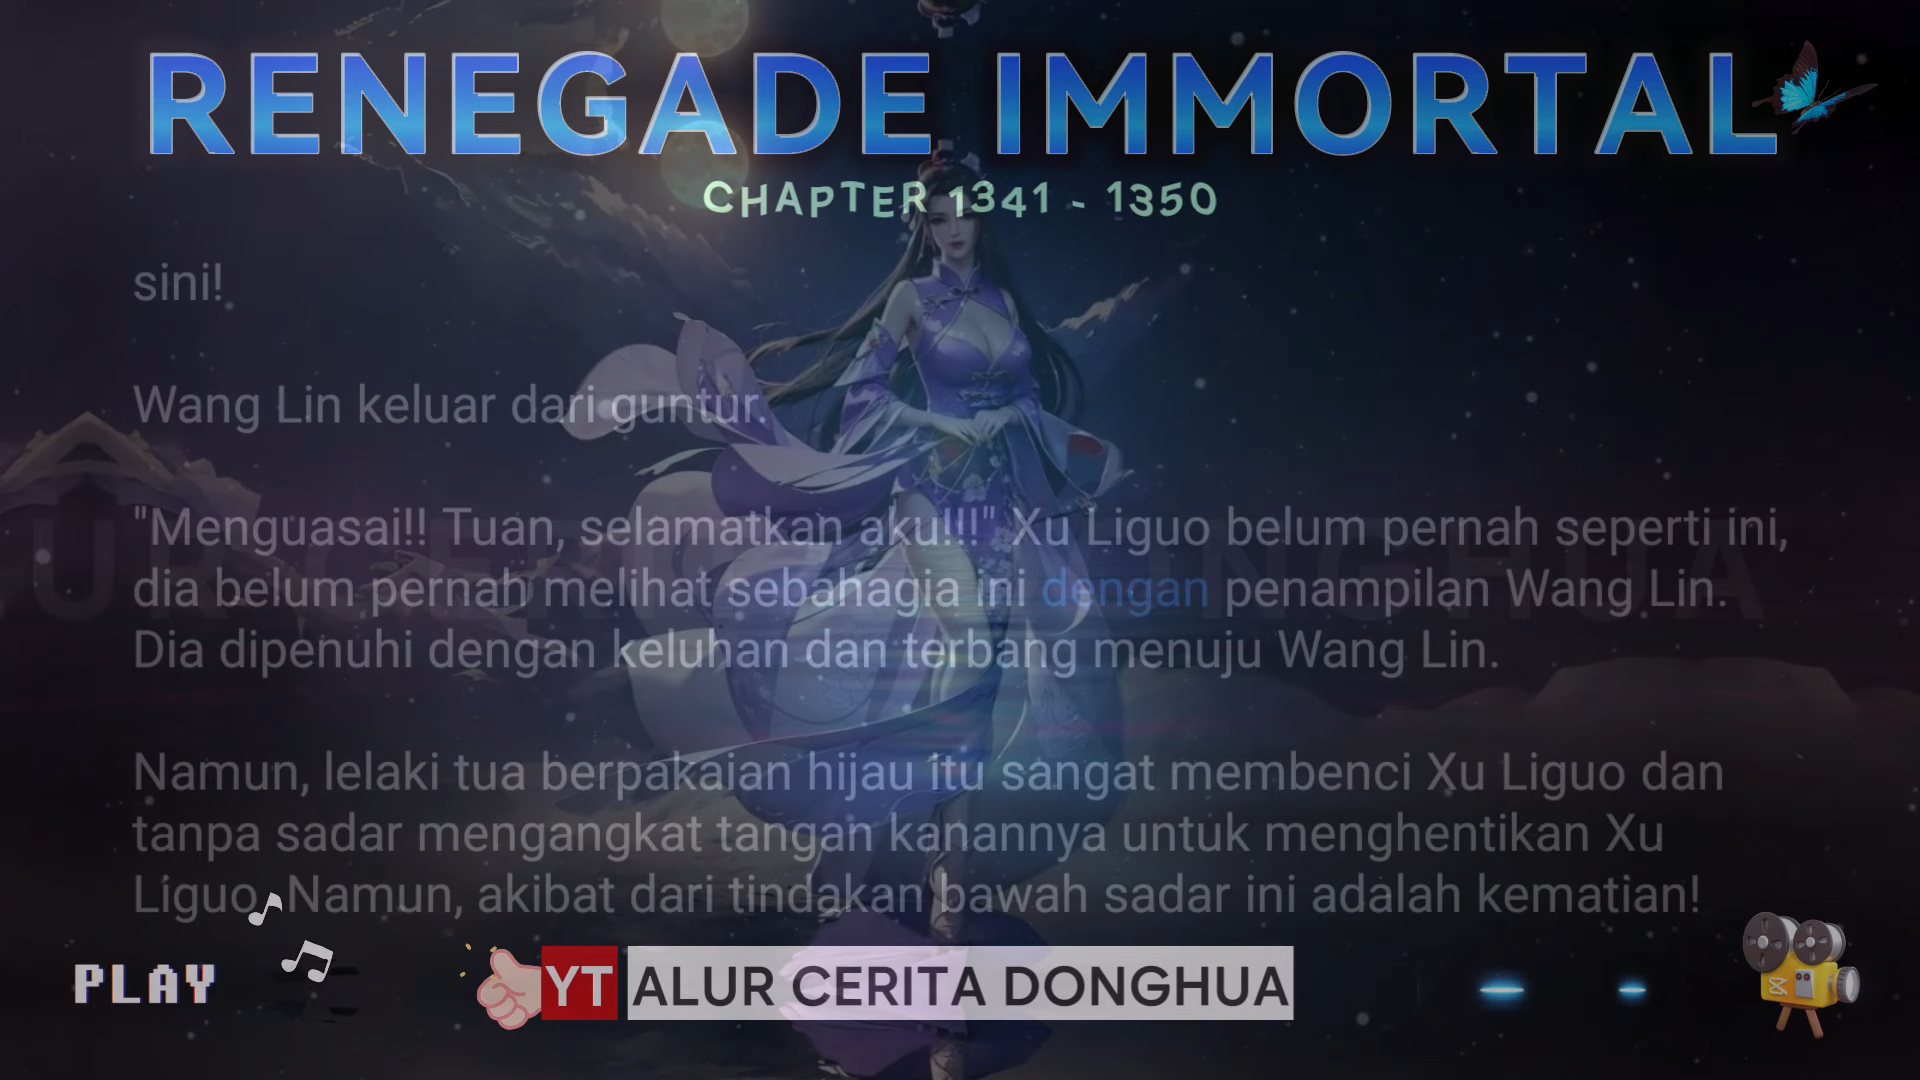 RENEGADE IMMORTAL
CHAPTER 1341 - 1350
sini!
Wang Lin keluar dari guntur.
"Menguasai!! Tuan, selamatkan aku!!!" Xu Liguo belum pernah seperti ini,
dia belum pernah melihat sebahagia ini dengan penampilan Wang Lin.
Dia dipenuhi dengan keluhan dan terbang menuju Wang Lin.
Namun, lelaki tua berpakaian hijau itu sangat membenci Xu Liguo dan
tanpa sadar mengangkat tangan kanannya untuk menghentikan Xu
Liguo. Namun, akibat dari tindakan bawah sadar ini adalah kematian!
PLAY
YT ALUR CERITA DONGHUA